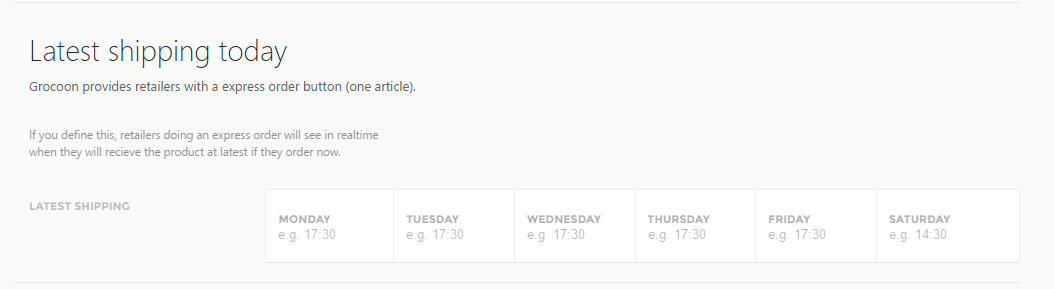 Latest shipping today
Grocoon provides retailers with a express order button (one article).
If you define this, retailers doing an express order will see in realtime
when they will recieve the product at latest if they order now.
LATEST SHIPPING
MONDAY TUESDAY WEDNESDAY THURSDAY FRIDAY SATURDAY
e.g. 17:30 e.g. 17:30 e.g. 17:30 e.g. 17:30 e.g. 17:30 e.g. 14:30